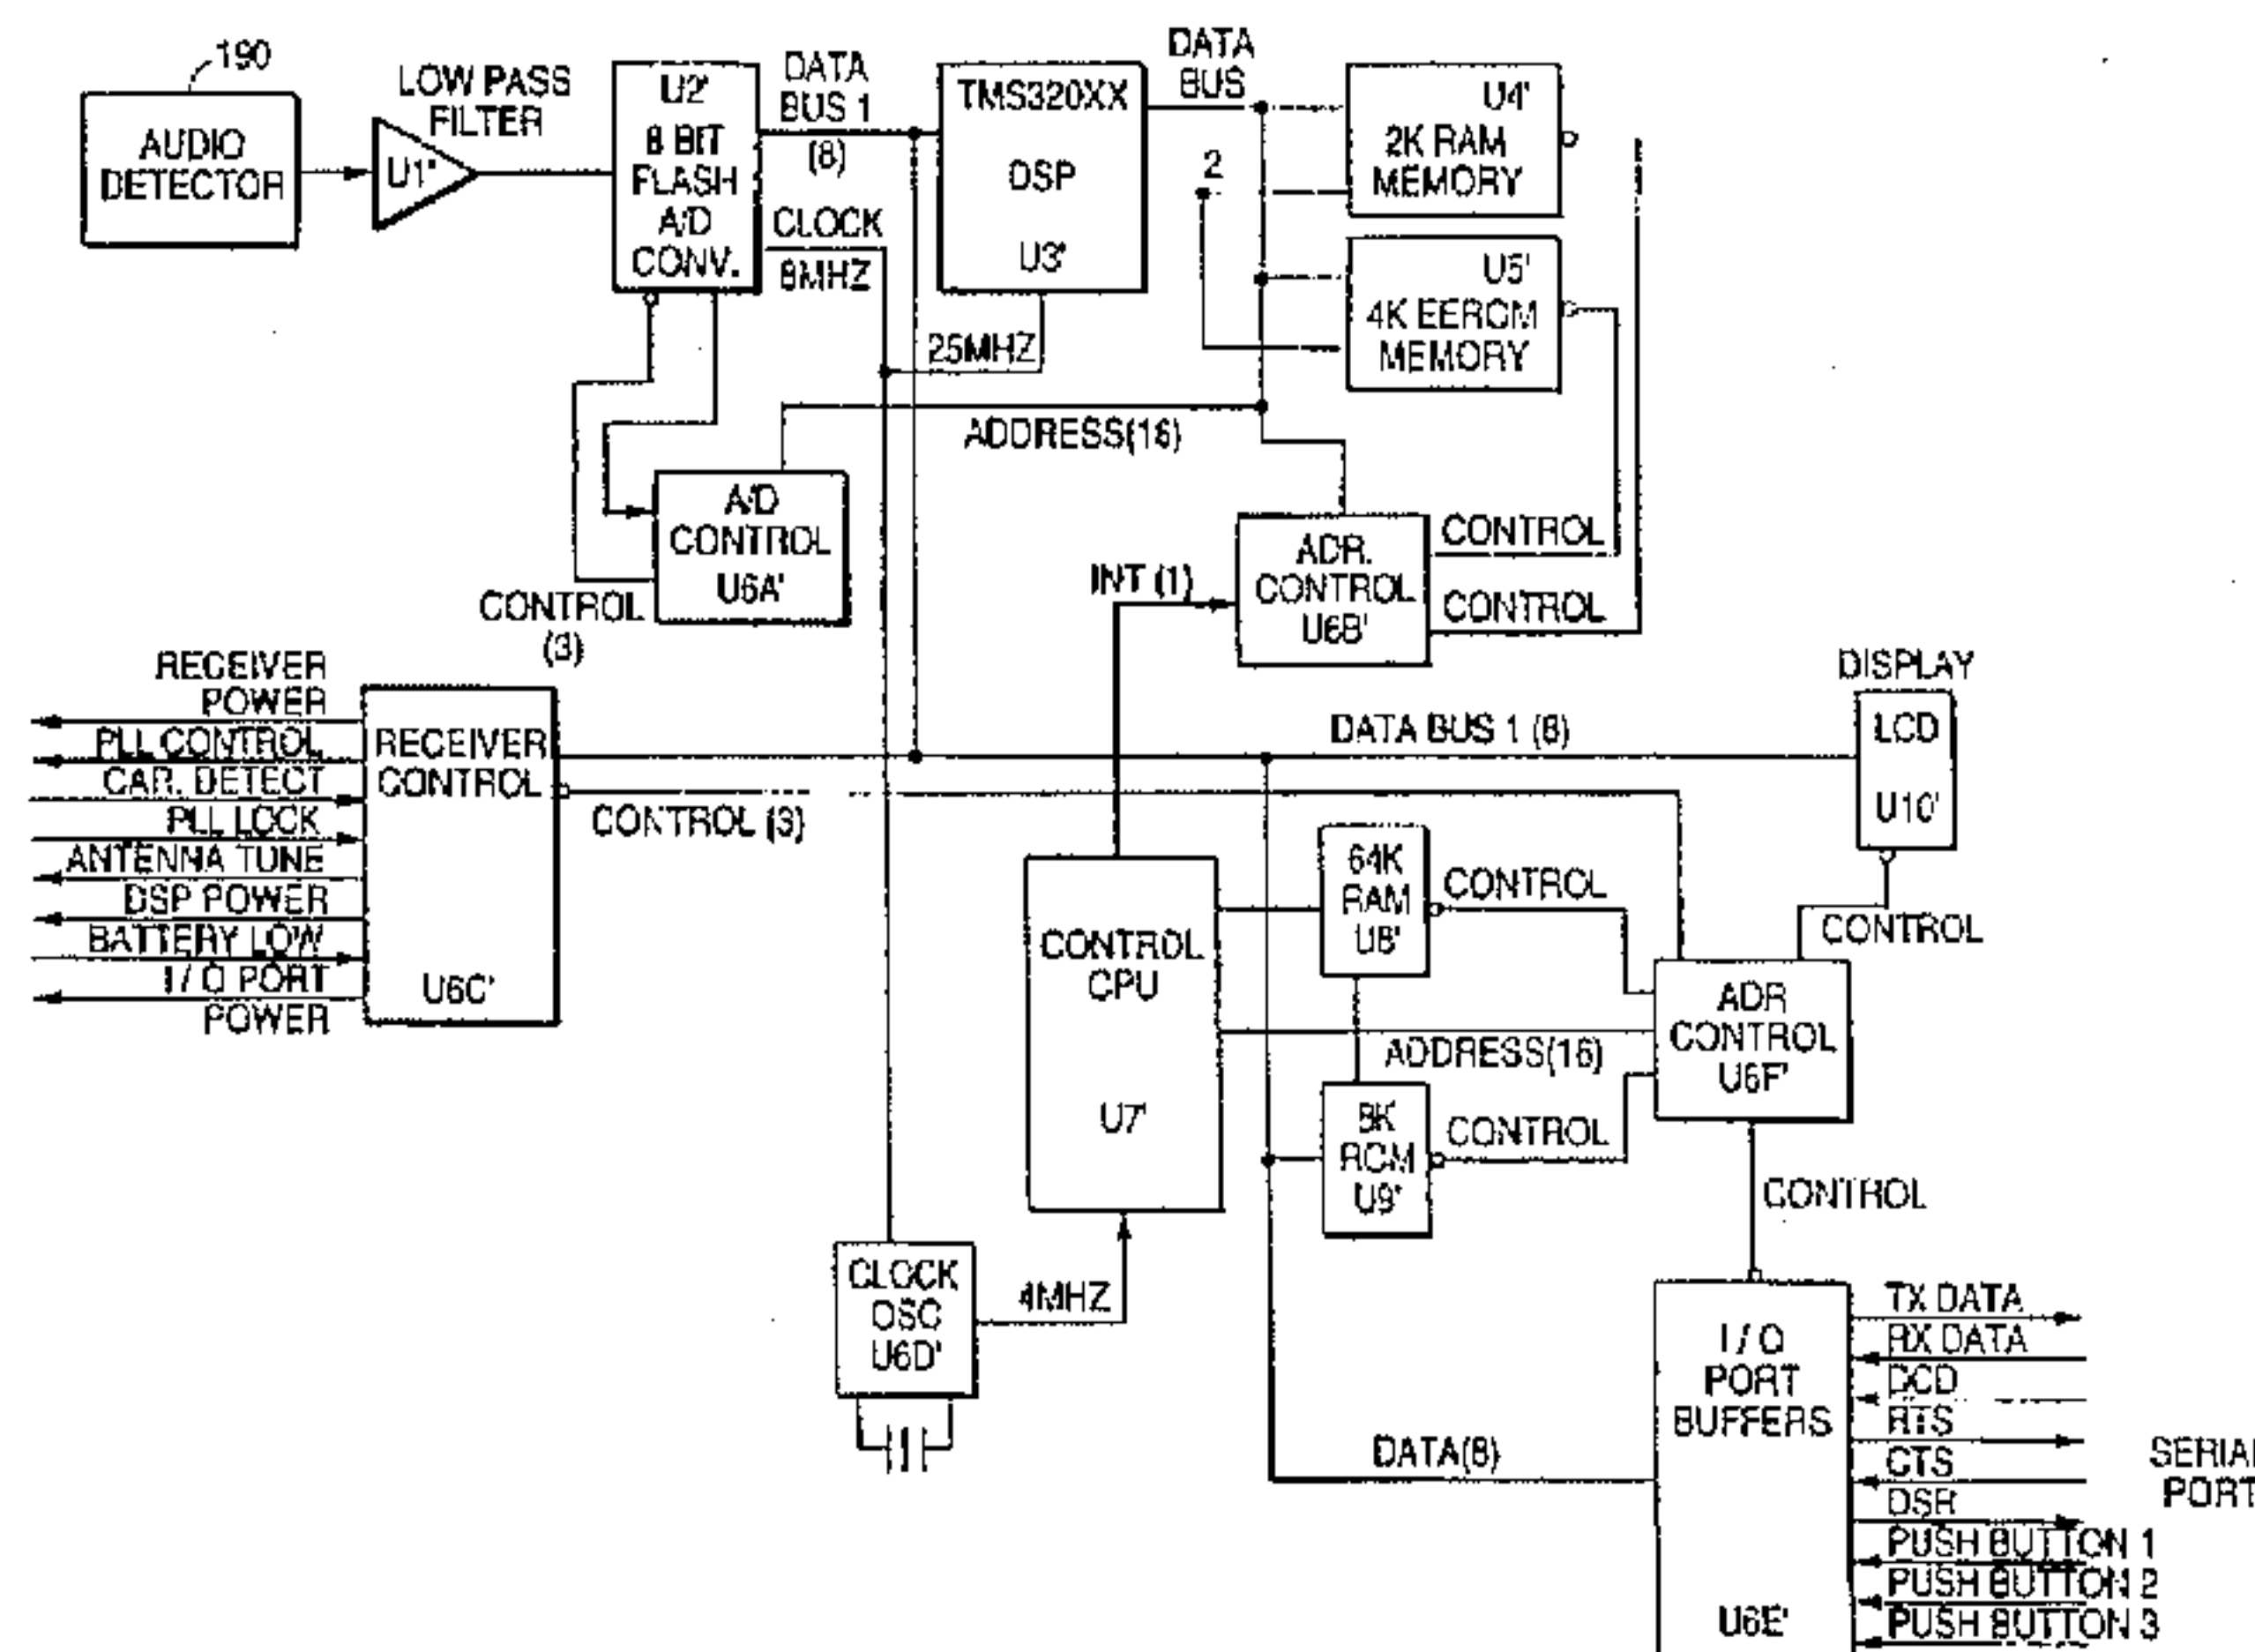 190
AUDIO
DETECTOR
LOW PASS
FILTER
U1'
U2'
8 BIT
FLASH
A/D
CONV.
DATA
BUS 1
(8)
CLOCK
8MHZ
TMS320XX
DSP
U3'
25MHZ
DATA
BUS
2
U4'
2K RAM
MEMORY
U5'
4K EEROM
MEMORY
ADDRESS(16)
A/D
CONTROL
U6A'
CONTROL
(3)
INT (1)
ADR.
CONTROL
U6B'
CONTROL
CONTROL
RECEIVER
POWER
PLL CONTROL
CAR. DETECT
PLL LOCK
ANTENNA TUNE
DSP POWER
BATTERY LOW
I / O PORT
POWER
RECEIVER
CONTROL
U6C'
CONTROL (3)
DATA BUS 1 (8)
DISPLAY
LCD
U10'
CONTROL
CONTROL
CPU
U7'
64K
RAM
U8'
CONTROL
ADDRESS(16)
8K
ROM
U9'
CONTROL
ADR
CONTROL
U6F'
CONTROL
CLOCK
OSC
U6D'
4MHZ
DATA(8)
I / O
PORT
BUFFERS
U6E'
TX DATA
RX DATA
DCD
RTS
CTS
DSR
PUSH BUTTON 1
PUSH BUTTON 2
PUSH BUTTON 3
SERIAL
PORT